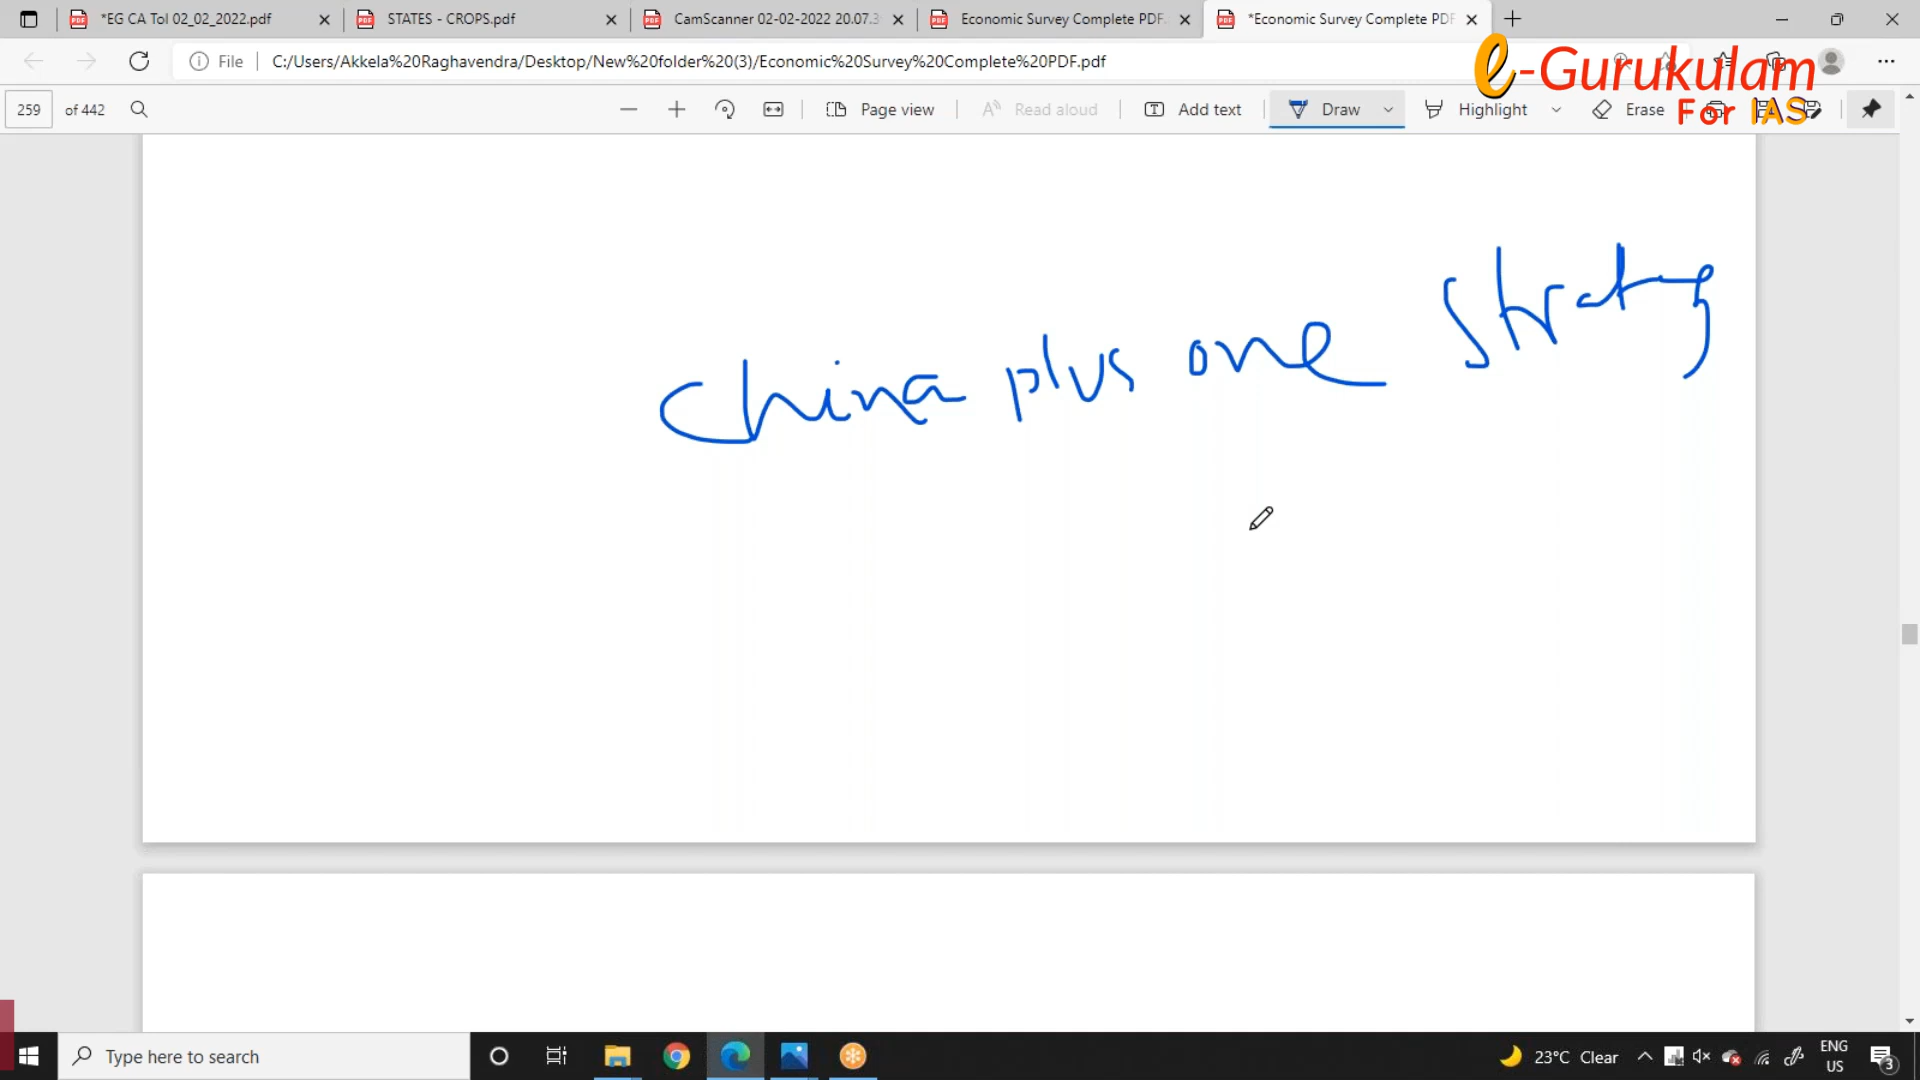 *EG CA ToI 02_02_2022.pdf
STATES - CROPS.pdf
CamScanner 02-02-2022 20.07.3
Economic Survey Complete PDF.
*Economic Survey Complete PDF
File
C:/Users/Akkela%20Raghavendra/Desktop/New%20folder%20(3)/Economic%20Survey%20Complete%20PDF.pdf
e-Gurukulam
For IAS
259 of 442
Page view
Read aloud
Add text
Draw
Highlight
Erase
China plus one
Type here to search
23°C Clear
ENG
US
3